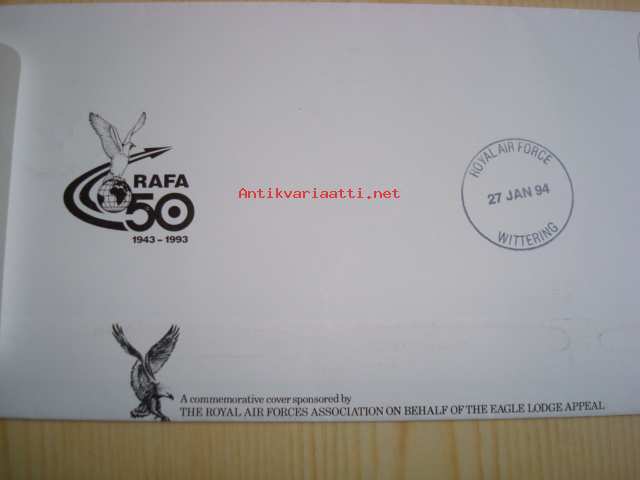 RAFA
50
1943-1993
Antikvariaatti.net
ROYAL AIR FORCE
27 JAN 94
WITTERING
A commemorative cover sponsored by
THE ROYAL AIR FORCES ASSOCIATION ON BEHALF OF THE EAGLE LODGE APPEAL